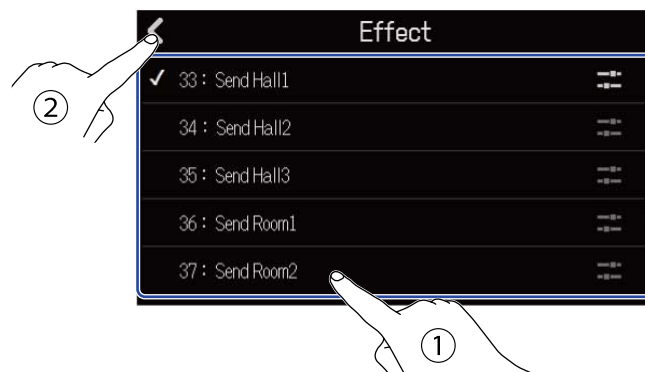 Effect
33 : Send Hall1
34 : Send Hall2
35 : Send Hall3
36 : Send Room1
37 : Send Room2
②
①